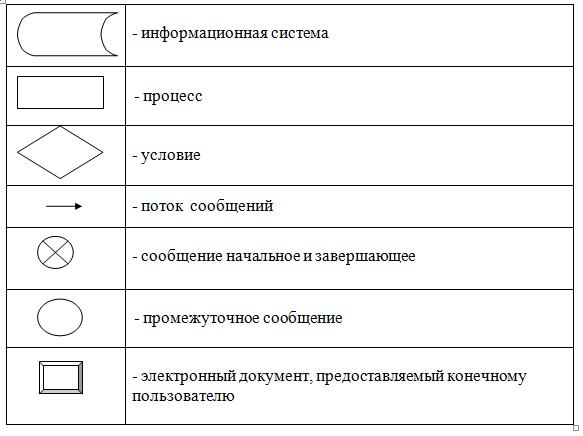 - информационная система
- процесс
- условие
- поток сообщений
- сообщение начальное и завершающее
- промежуточное сообщение
- электронный документ, предоставляемый конечному
пользователю